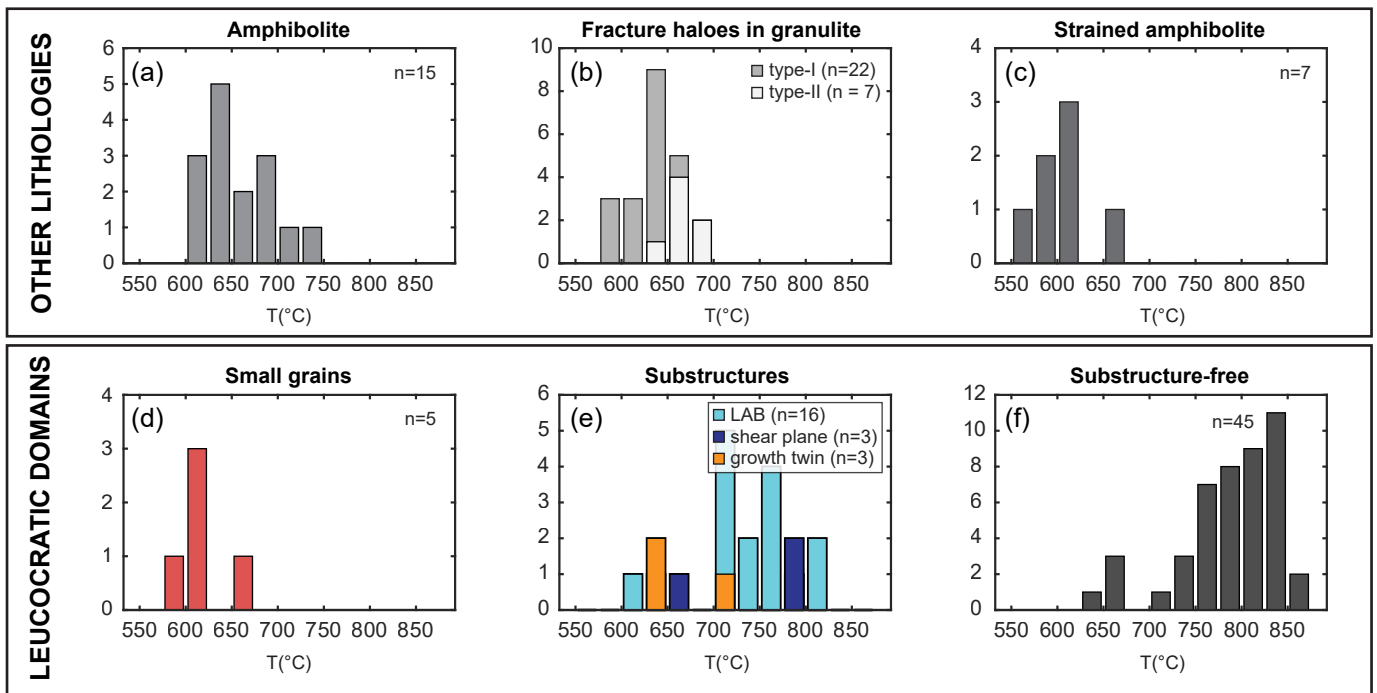 OTHER LITHOLOGIES
Amphibolite
(a)
n=15
6
5
4
3
2
1
0
550 600 650 700 750 800 850
T(°C)
Fracture haloes in granulite
(b)
type-I (n=22)
type-II (n = 7)
10
8
6
4
2
0
550 600 650 700 750 800 850
T(°C)
Strained amphibolite
(c)
n=7
4
3
2
1
0
550 600 650 700 750 800 850
T(°C)
LEUCOCRATIC DOMAINS
Small grains
(d)
n=5
4
3
2
1
0
550 600 650 700 750 800 850
T(°C)
Substructures
(e)
LAB (n=16)
shear plane (n=3)
growth twin (n=3)
6
5
4
3
2
1
0
550 600 650 700 750 800 850
T(°C)
Substructure-free
(f)
n=45
12
10
8
6
4
2
0
550 600 650 700 750 800 850
T(°C)